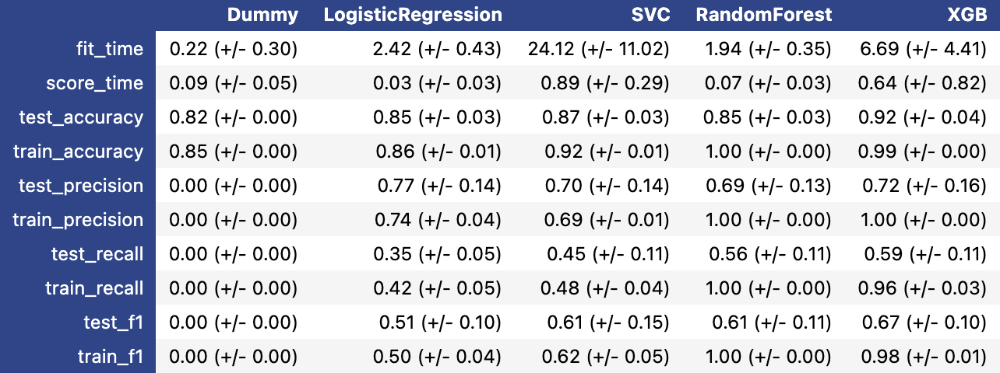 Dummy LogisticRegression SVC RandomForest XGB
fit_time 0.22 (+/- 0.30) 2.42 (+/- 0.43) 24.12 (+/- 11.02) 1.94 (+/- 0.35) 6.69 (+/- 4.41)
score_time 0.09 (+/- 0.05) 0.03 (+/- 0.03) 0.89 (+/- 0.29) 0.07 (+/- 0.03) 0.64 (+/- 0.82)
test_accuracy 0.82 (+/- 0.00) 0.85 (+/- 0.03) 0.87 (+/- 0.03) 0.85 (+/- 0.03) 0.92 (+/- 0.04)
train_accuracy 0.85 (+/- 0.00) 0.86 (+/- 0.01) 0.92 (+/- 0.01) 1.00 (+/- 0.00) 0.99 (+/- 0.00)
test_precision 0.00 (+/- 0.00) 0.77 (+/- 0.14) 0.70 (+/- 0.14) 0.69 (+/- 0.13) 0.72 (+/- 0.16)
train_precision 0.00 (+/- 0.00) 0.74 (+/- 0.04) 0.69 (+/- 0.01) 1.00 (+/- 0.00) 1.00 (+/- 0.00)
test_recall 0.00 (+/- 0.00) 0.35 (+/- 0.05) 0.45 (+/- 0.11) 0.56 (+/- 0.11) 0.59 (+/- 0.11)
train_recall 0.00 (+/- 0.00) 0.42 (+/- 0.05) 0.48 (+/- 0.04) 1.00 (+/- 0.00) 0.96 (+/- 0.03)
test_f1 0.00 (+/- 0.00) 0.51 (+/- 0.10) 0.61 (+/- 0.15) 0.61 (+/- 0.11) 0.67 (+/- 0.10)
train_f1 0.00 (+/- 0.00) 0.50 (+/- 0.04) 0.62 (+/- 0.05) 1.00 (+/- 0.00) 0.98 (+/- 0.01)